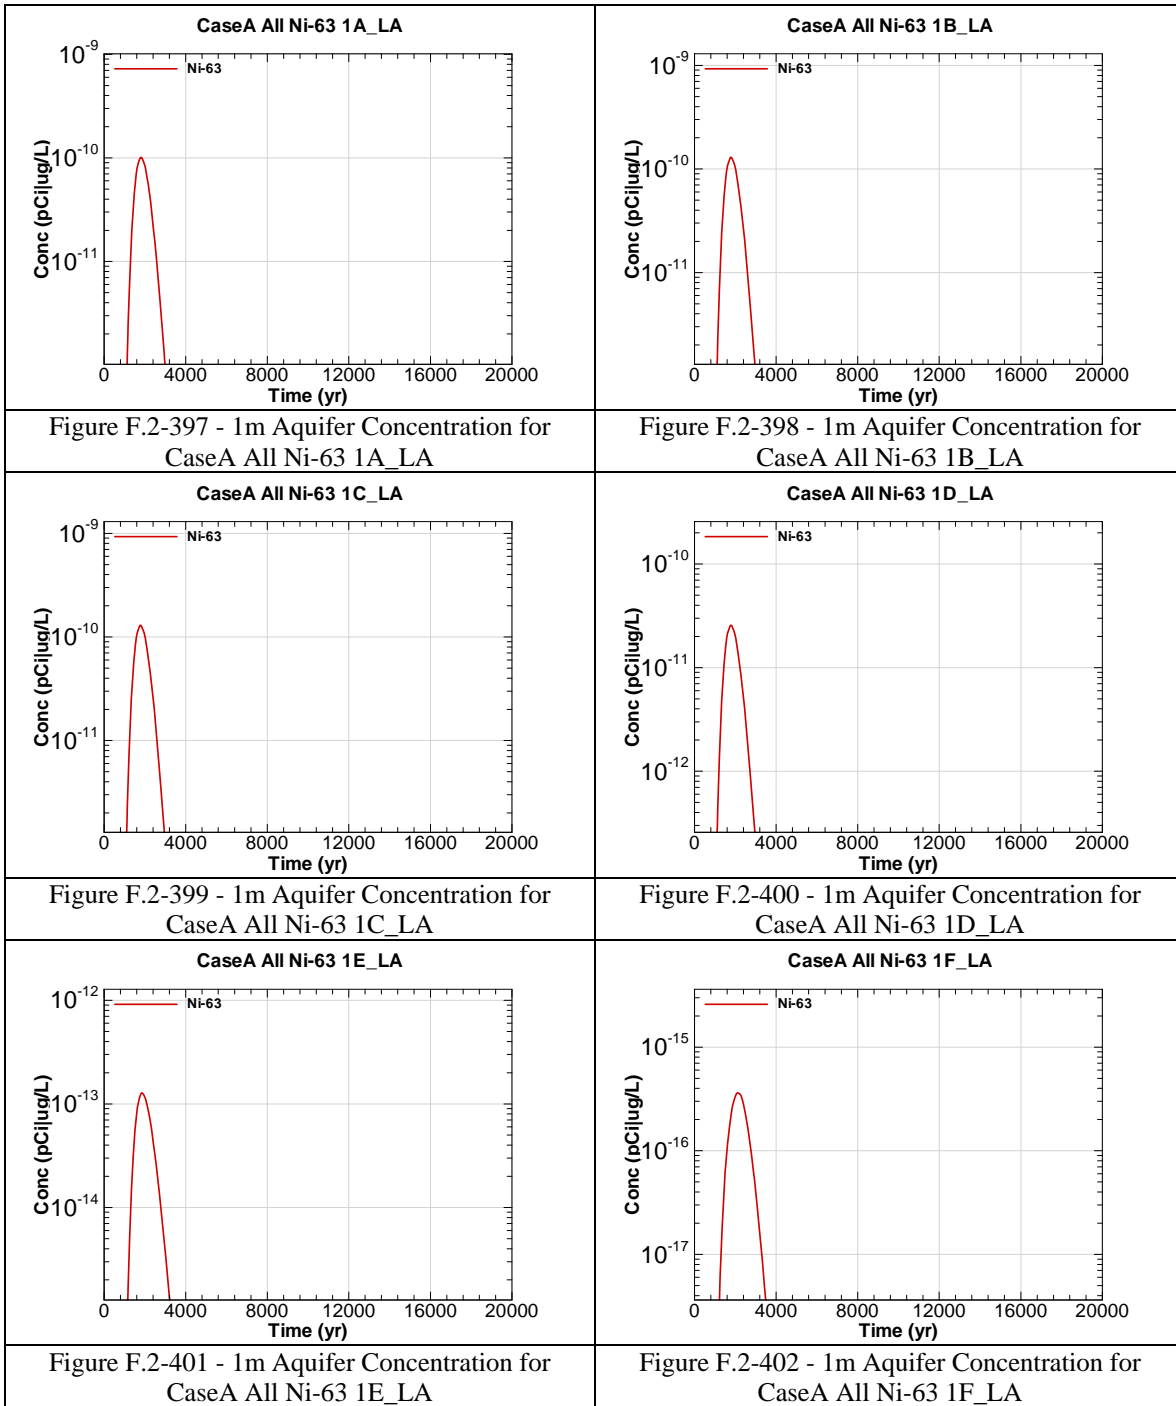 CaseA All Ni-63 1A_LA
10-9
Ni-63
10-10
10-11
Conc (pCi|ug/L)
0 4000 8000 12000 16000 20000
Time (yr)
Figure F.2-397 - 1m Aquifer Concentration for
CaseA All Ni-63 1A_LA
CaseA All Ni-63 1B_LA
10-9
Ni-63
10-10
10-11
Conc (pCi|ug/L)
0 4000 8000 12000 16000 20000
Time (yr)
Figure F.2-398 - 1m Aquifer Concentration for
CaseA All Ni-63 1B_LA
CaseA All Ni-63 1C_LA
10-9
Ni-63
10-10
10-11
Conc (pCi|ug/L)
0 4000 8000 12000 16000 20000
Time (yr)
Figure F.2-399 - 1m Aquifer Concentration for
CaseA All Ni-63 1C_LA
CaseA All Ni-63 1D_LA
Ni-63
10-10
10-11
10-12
Conc (pCi|ug/L)
0 4000 8000 12000 16000 20000
Time (yr)
Figure F.2-400 - 1m Aquifer Concentration for
CaseA All Ni-63 1D_LA
CaseA All Ni-63 1E_LA
10-12
Ni-63
10-13
10-14
Conc (pCi|ug/L)
0 4000 8000 12000 16000 20000
Time (yr)
Figure F.2-401 - 1m Aquifer Concentration for
CaseA All Ni-63 1E_LA
CaseA All Ni-63 1F_LA
Ni-63
10-15
10-16
10-17
Conc (pCi|ug/L)
0 4000 8000 12000 16000 20000
Time (yr)
Figure F.2-402 - 1m Aquifer Concentration for
CaseA All Ni-63 1F_LA